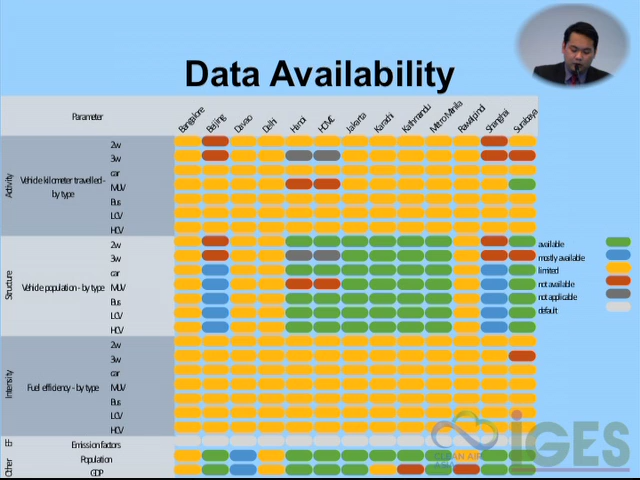 Data Availability
Parameter
Bangalore
Beijing
Davao
Delhi
Hanoi
HCMC
Jakarta
Karachi
Kathmandu
Metro Manila
Rawalpindi
Shanghai
Surabaya
Activity
Vehicle kilometer travelled -
by type
2w
3w
car
MUV
Bus
LCV
HCV
Structure
Vehicle population - by type
2w
3w
car
MUV
Bus
LCV
HCV
Intensity
Fuel efficiency - by type
2w
3w
car
MUV
Bus
LCV
HCV
EF
Emission factors
Other
Population
GDP
available
mostly available
limited
not available
not applicable
default
CLEAN AIR
ASIA
IGES